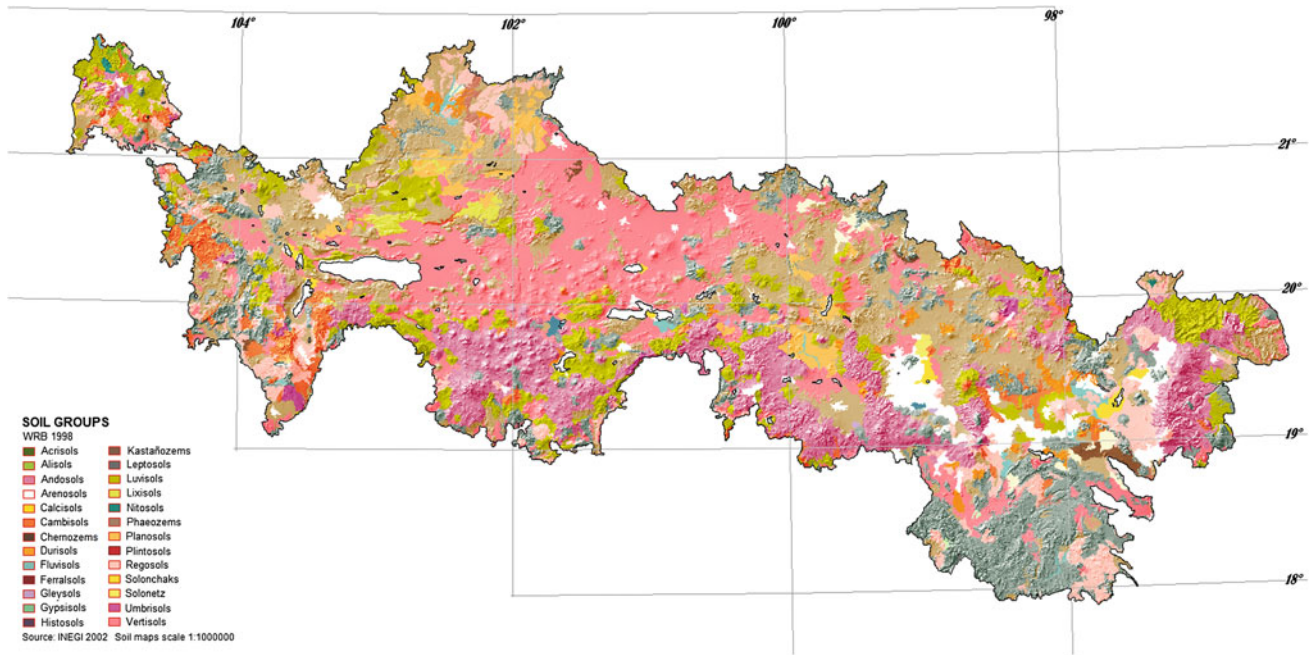 104° 102° 100° 98°
21°
20°
19°
18°
SOIL GROUPS
WRB 1998
Acrisols
Alisols
Andosols
Arenosols
Calcisols
Cambisols
Chernozems
Durisols
Fluvisols
Ferralsols
Gleysols
Gypsisols
Histosols
Kastañozems
Leptosols
Luvisols
Lixisols
Nitosols
Phaeozems
Planosols
Plintosols
Regosols
Solonchaks
Solonetz
Umbrisols
Vertisols
Source: INEGI 2002 Soil maps scale 1:1000000